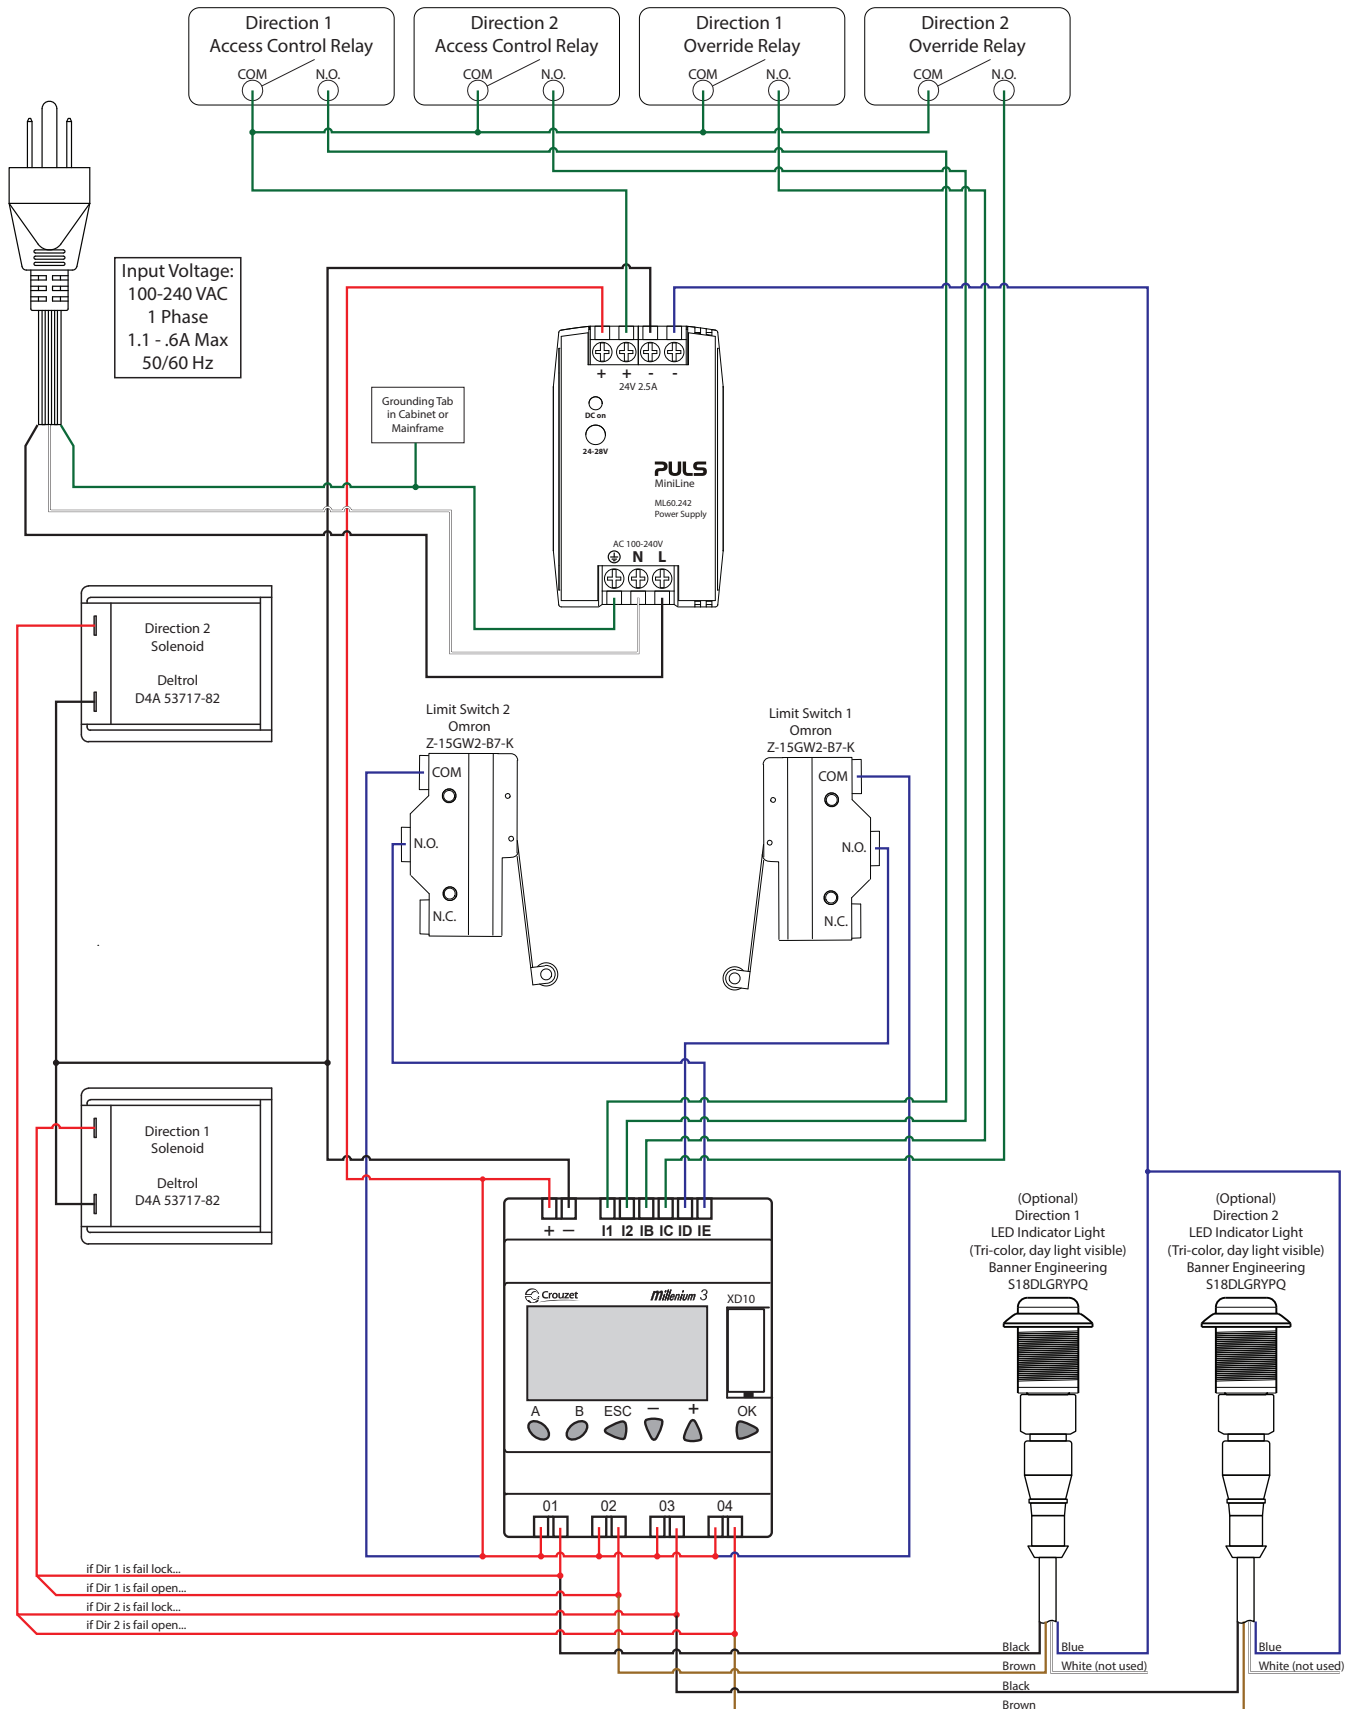 Direction 1
Access Control Relay
COM N.O.
Direction 2
Access Control Relay
COM N.O.
Direction 1
Override Relay
COM N.O.
Direction 2
Override Relay
COM N.O.
Input Voltage:
100-240 VAC
1 Phase
1.1 - .6A Max
50/60 Hz
Grounding Tab
in Cabinet or
Mainframe
+ + - -
24V 2.5A
DC on
24-28V
PULS
MiniLine
ML60.242
Power Supply
AC 100-240V
N L
Direction 2
Solenoid
Deltrol
D4A 53717-82
Limit Switch 2
Omron
Z-15GW2-B7-K
COM
N.O.
N.C.
Limit Switch 1
Omron
Z-15GW2-B7-K
COM
N.O.
N.C.
Direction 1
Solenoid
Deltrol
D4A 53717-82
+ − I1 I2 IB IC ID IE
Crouzet
Millenium 3
XD10
A B ESC − + OK
01 02 03 04
(Optional)
Direction 1
LED Indicator Light
(Tri-color, day light visible)
Banner Engineering
S18DLGRYPQ
(Optional)
Direction 2
LED Indicator Light
(Tri-color, day light visible)
Banner Engineering
S18DLGRYPQ
if Dir 1 is fail lock...
if Dir 1 is fail open...
if Dir 2 is fail lock...
if Dir 2 is fail open...
Black Blue
Brown White (not used)
Blue
White (not used)
Black
Brown